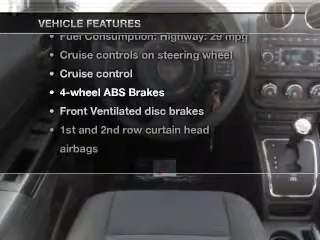 VEHICLE FEATURES
• Fuel Consumption: Highway: 29 mpg
• Cruise controls on steering wheel
• Cruise control
• 4-wheel ABS Brakes
• Front Ventilated disc brakes
• 1st and 2nd row curtain head
airbags